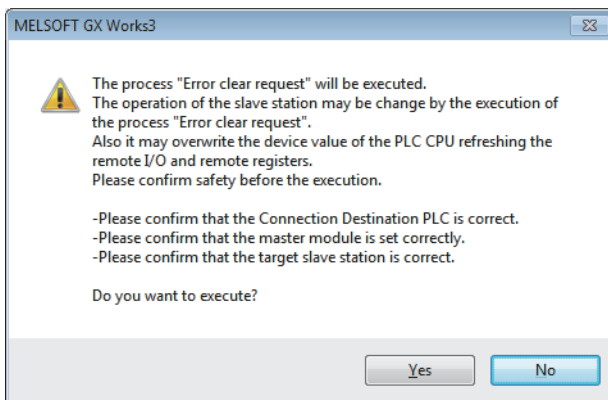 MELSOFT GX Works3
The process "Error clear request" will be executed.
The operation of the slave station may be change by the execution of
the process "Error clear request".
Also it may overwrite the device value of the PLC CPU refreshing the
remote I/O and remote registers.
Please confirm safety before the execution.
-Please confirm that the Connection Destination PLC is correct.
-Please confirm that the master module is set correctly.
-Please confirm that the target slave station is correct.
Do you want to execute?
Yes
No